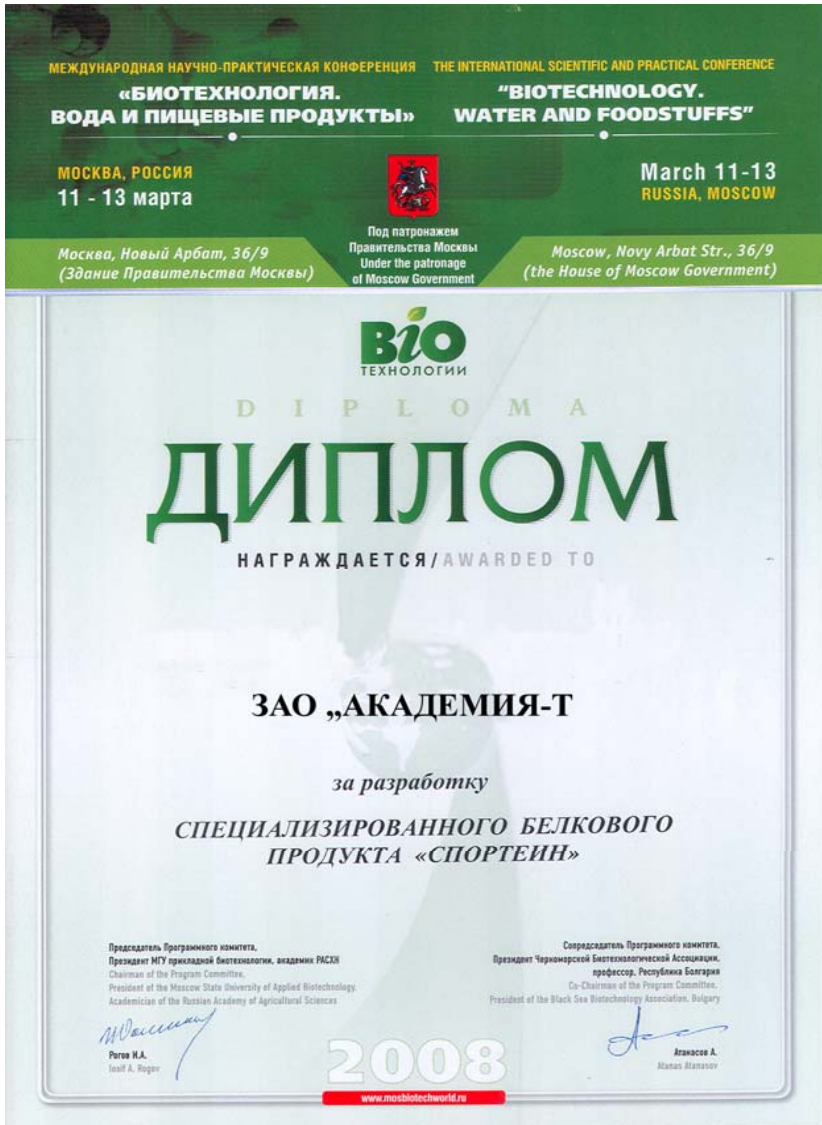 МЕЖДУНАРОДНАЯ НАУЧНО-ПРАКТИЧЕСКАЯ КОНФЕРЕНЦИЯ
«БИОТЕХНОЛОГИЯ.
ВОДА И ПИЩЕВЫЕ ПРОДУКТЫ»
THE INTERNATIONAL SCIENTIFIC AND PRACTICAL CONFERENCE
“BIOTECHNOLOGY.
WATER AND FOODSTUFFS”
МОСКВА, РОССИЯ
11 - 13 марта
March 11-13
RUSSIA, MOSCOW
Москва, Новый Арбат, 36/9
(Здание Правительства Москвы)
Под патронажем
Правительства Москвы
Under the patronage
of Moscow Government
Moscow, Novy Arbat Str., 36/9
(the House of Moscow Government)
BiO
ТЕХНОЛОГИИ
DIPLOMA
ДИПЛОМ
НАГРАЖДАЕТСЯ/AWARDED TO
ЗАО „АКАДЕМИЯ-Т
за разработку
СПЕЦИАЛИЗИРОВАННОГО БЕЛКОВОГО
ПРОДУКТА «СПОРТЕИН»
Председатель Программного комитета,
Президент МГУ прикладной биотехнологии, академик РАСХН
Chairman of the Program Committee,
President of the Moscow State University of Applied Biotechnology,
Academician of the Russian Academy of Agricultural Sciences
Рогов И.А.
Iosif A. Rogov
Сопредседатель Программного комитета,
Президент Черноморской Биотехнологической Ассоциации,
профессор, Республика Болгария
Co-Chairman of the Program Committee,
President of the Black Sea Biotechnology Association, Bulgary
Атанасов А.
Atanas Atanasov
2008
www.mosbiotechworld.ru